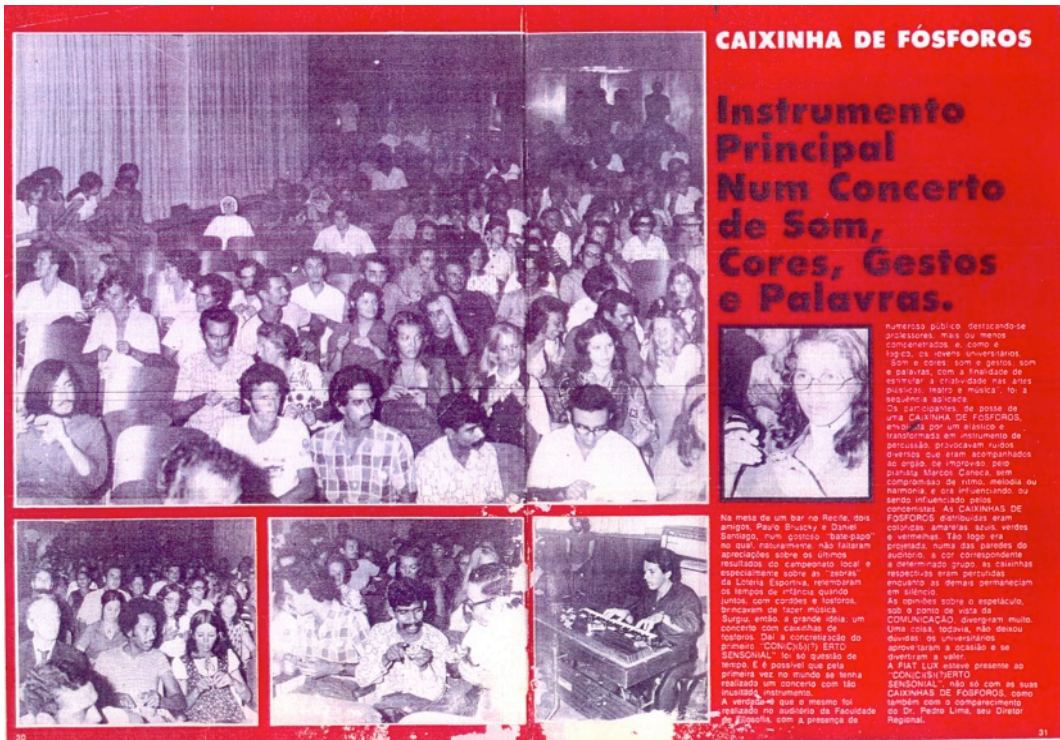 CAIXINHA DE FÓSFOROS
Instrumento
Principal
Num Concerto
de Som,
Cores, Gestos
e Palavras.
Na mesa de um bar no Recife, dois
amigos, Paulo Bruscky e Daniel
Santiago, num gostoso "bate-papo"
no qual, naturalmente, não faltaram
apreciações sobre os últimos
resultados do campeonato local e
especialmente sobre as "zebras"
da Loteria Esportiva, relembraram
os tempos de infância quando
juntos, com cordões e fósforos,
brincavam de fazer música.
Surgiu, então, a grande idéia: um
concerto com caixinhas de
fósforos. Daí a concretização do
primeiro "CON(C)(S)(?) ERTO
SENSONIAL" foi só questão de
tempo. E é possível que pela
primeira vez no mundo se tenha
realizado um concerto com tão
inusitado instrumento.
A verdade é que o mesmo foi
realizado no auditório da Faculdade
de Filosofia, com a presença de
numeroso público, destacando-se
professores, mais ou menos
compenetrados e, como é
lógico, os jovens universitários.
"Som e cores; som e gestos; som
e palavras, com a finalidade de
estimular a criatividade nas artes
plásticas, teatro e música", foi a
seqüência aplicada.
Os participantes, de posse de
uma CAIXINHA DE FÓSFOROS,
envolvida por um elástico e
transformada em instrumento de
percussão, provocavam ruídos
diversos que eram acompanhados
ao órgão, de improviso, pelo
pianista Marcos Caneca, sem
compromisso de ritmo, melodia ou
harmonia, e ora influenciando, ou
sendo influenciado pelos
concertistas. As CAIXINHAS DE
FÓSFOROS distribuídas eram
coloridas: amarelas, azuis, verdes
e vermelhas. Tão logo era
projetada, numa das paredes do
auditório, a cor correspondente
a determinado grupo, as caixinhas
respectivas eram percutidas
enquanto as demais permaneciam
em silêncio.
As opiniões sobre o espetáculo,
sob o ponto de vista da
COMUNICAÇÃO, divergiram muito.
Uma coisa, todavia, não deixou
dúvidas: os universitários
aproveitaram a ocasião e se
divertiram a valer.
A FIAT LUX esteve presente ao
"CON(C)(S)(?)ERTO
SENSONIAL", não só com as suas
CAIXINHAS DE FÓSFOROS, como
também com o comparecimento
do Dr. Pedro Lima, seu Diretor
Regional.
30
31